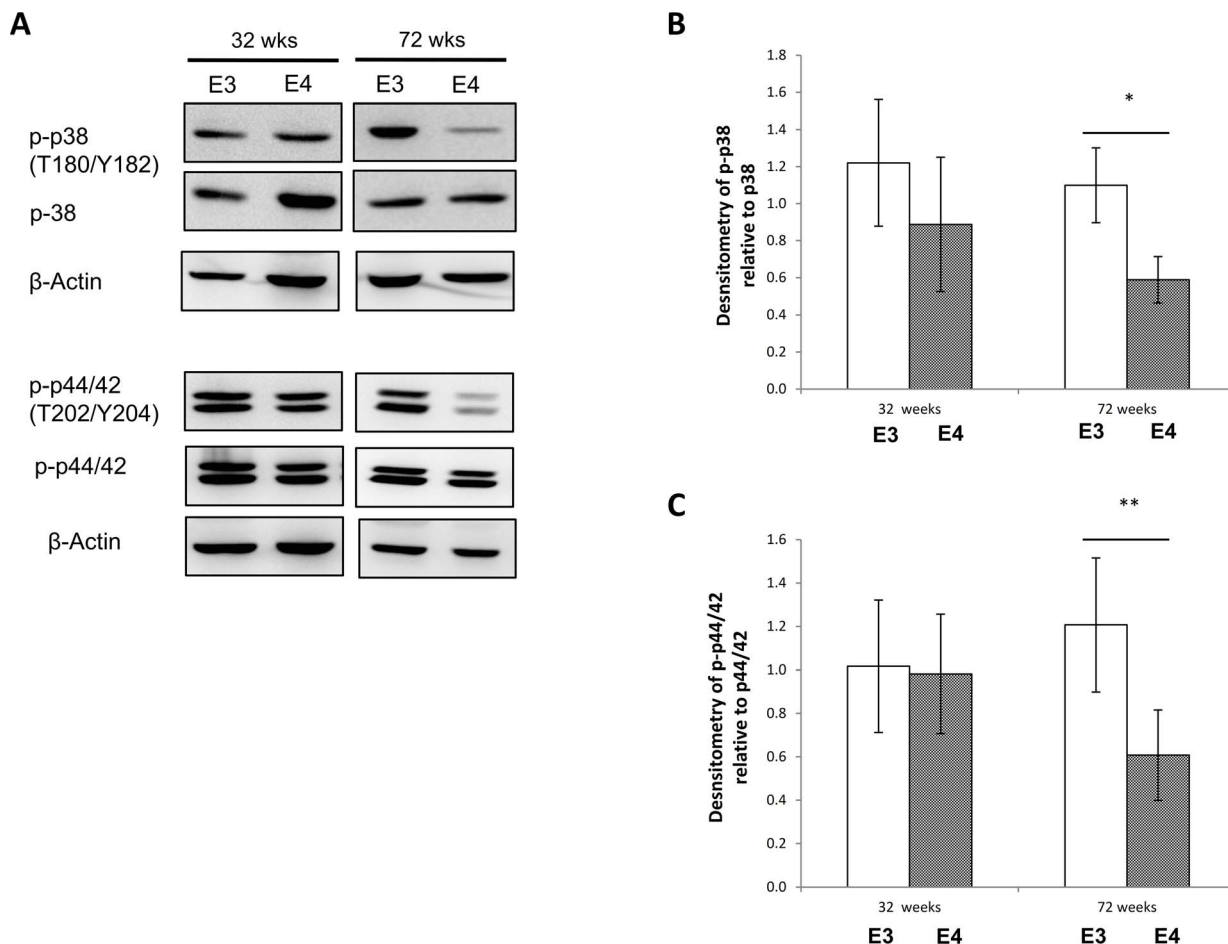 A
32 wks
72 wks
E3
E4
E3
E4
p-p38
(T180/Y182)
p-38
β-Actin
p-p44/42
(T202/Y204)
p-p44/42
β-Actin
B
Desnsitometry of p-p38
relative to p38
1.8
1.6
1.4
1.2
1.0
0.8
0.6
0.4
0.2
0.0
*
32 weeks
72 weeks
E3
E4
E3
E4
C
Desnsitometry of p-p44/42
relative to p44/42
1.6
1.4
1.2
1.0
0.8
0.6
0.4
0.2
0.0
**
32 weeks
72 weeks
E3
E4
E3
E4